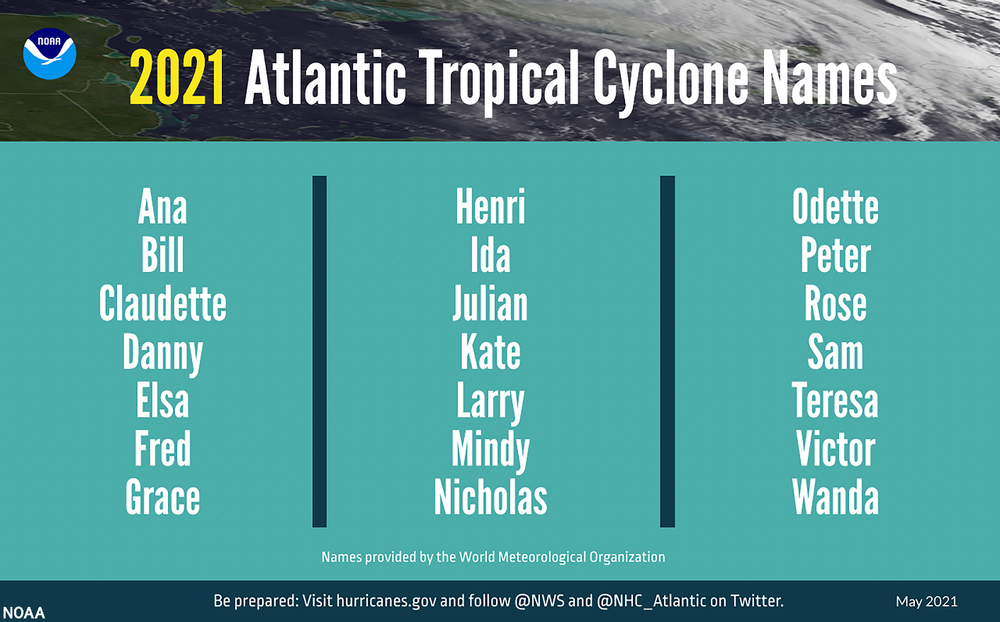 NOAA
2021 Atlantic Tropical Cyclone Names
Ana
Bill
Claudette
Danny
Elsa
Fred
Grace
Henri
Ida
Julian
Kate
Larry
Mindy
Nicholas
Odette
Peter
Rose
Sam
Teresa
Victor
Wanda
Names provided by the World Meteorological Organization
Be prepared: Visit hurricanes.gov and follow @NWS and @NHC_Atlantic on Twitter.
May 2021
NOAA